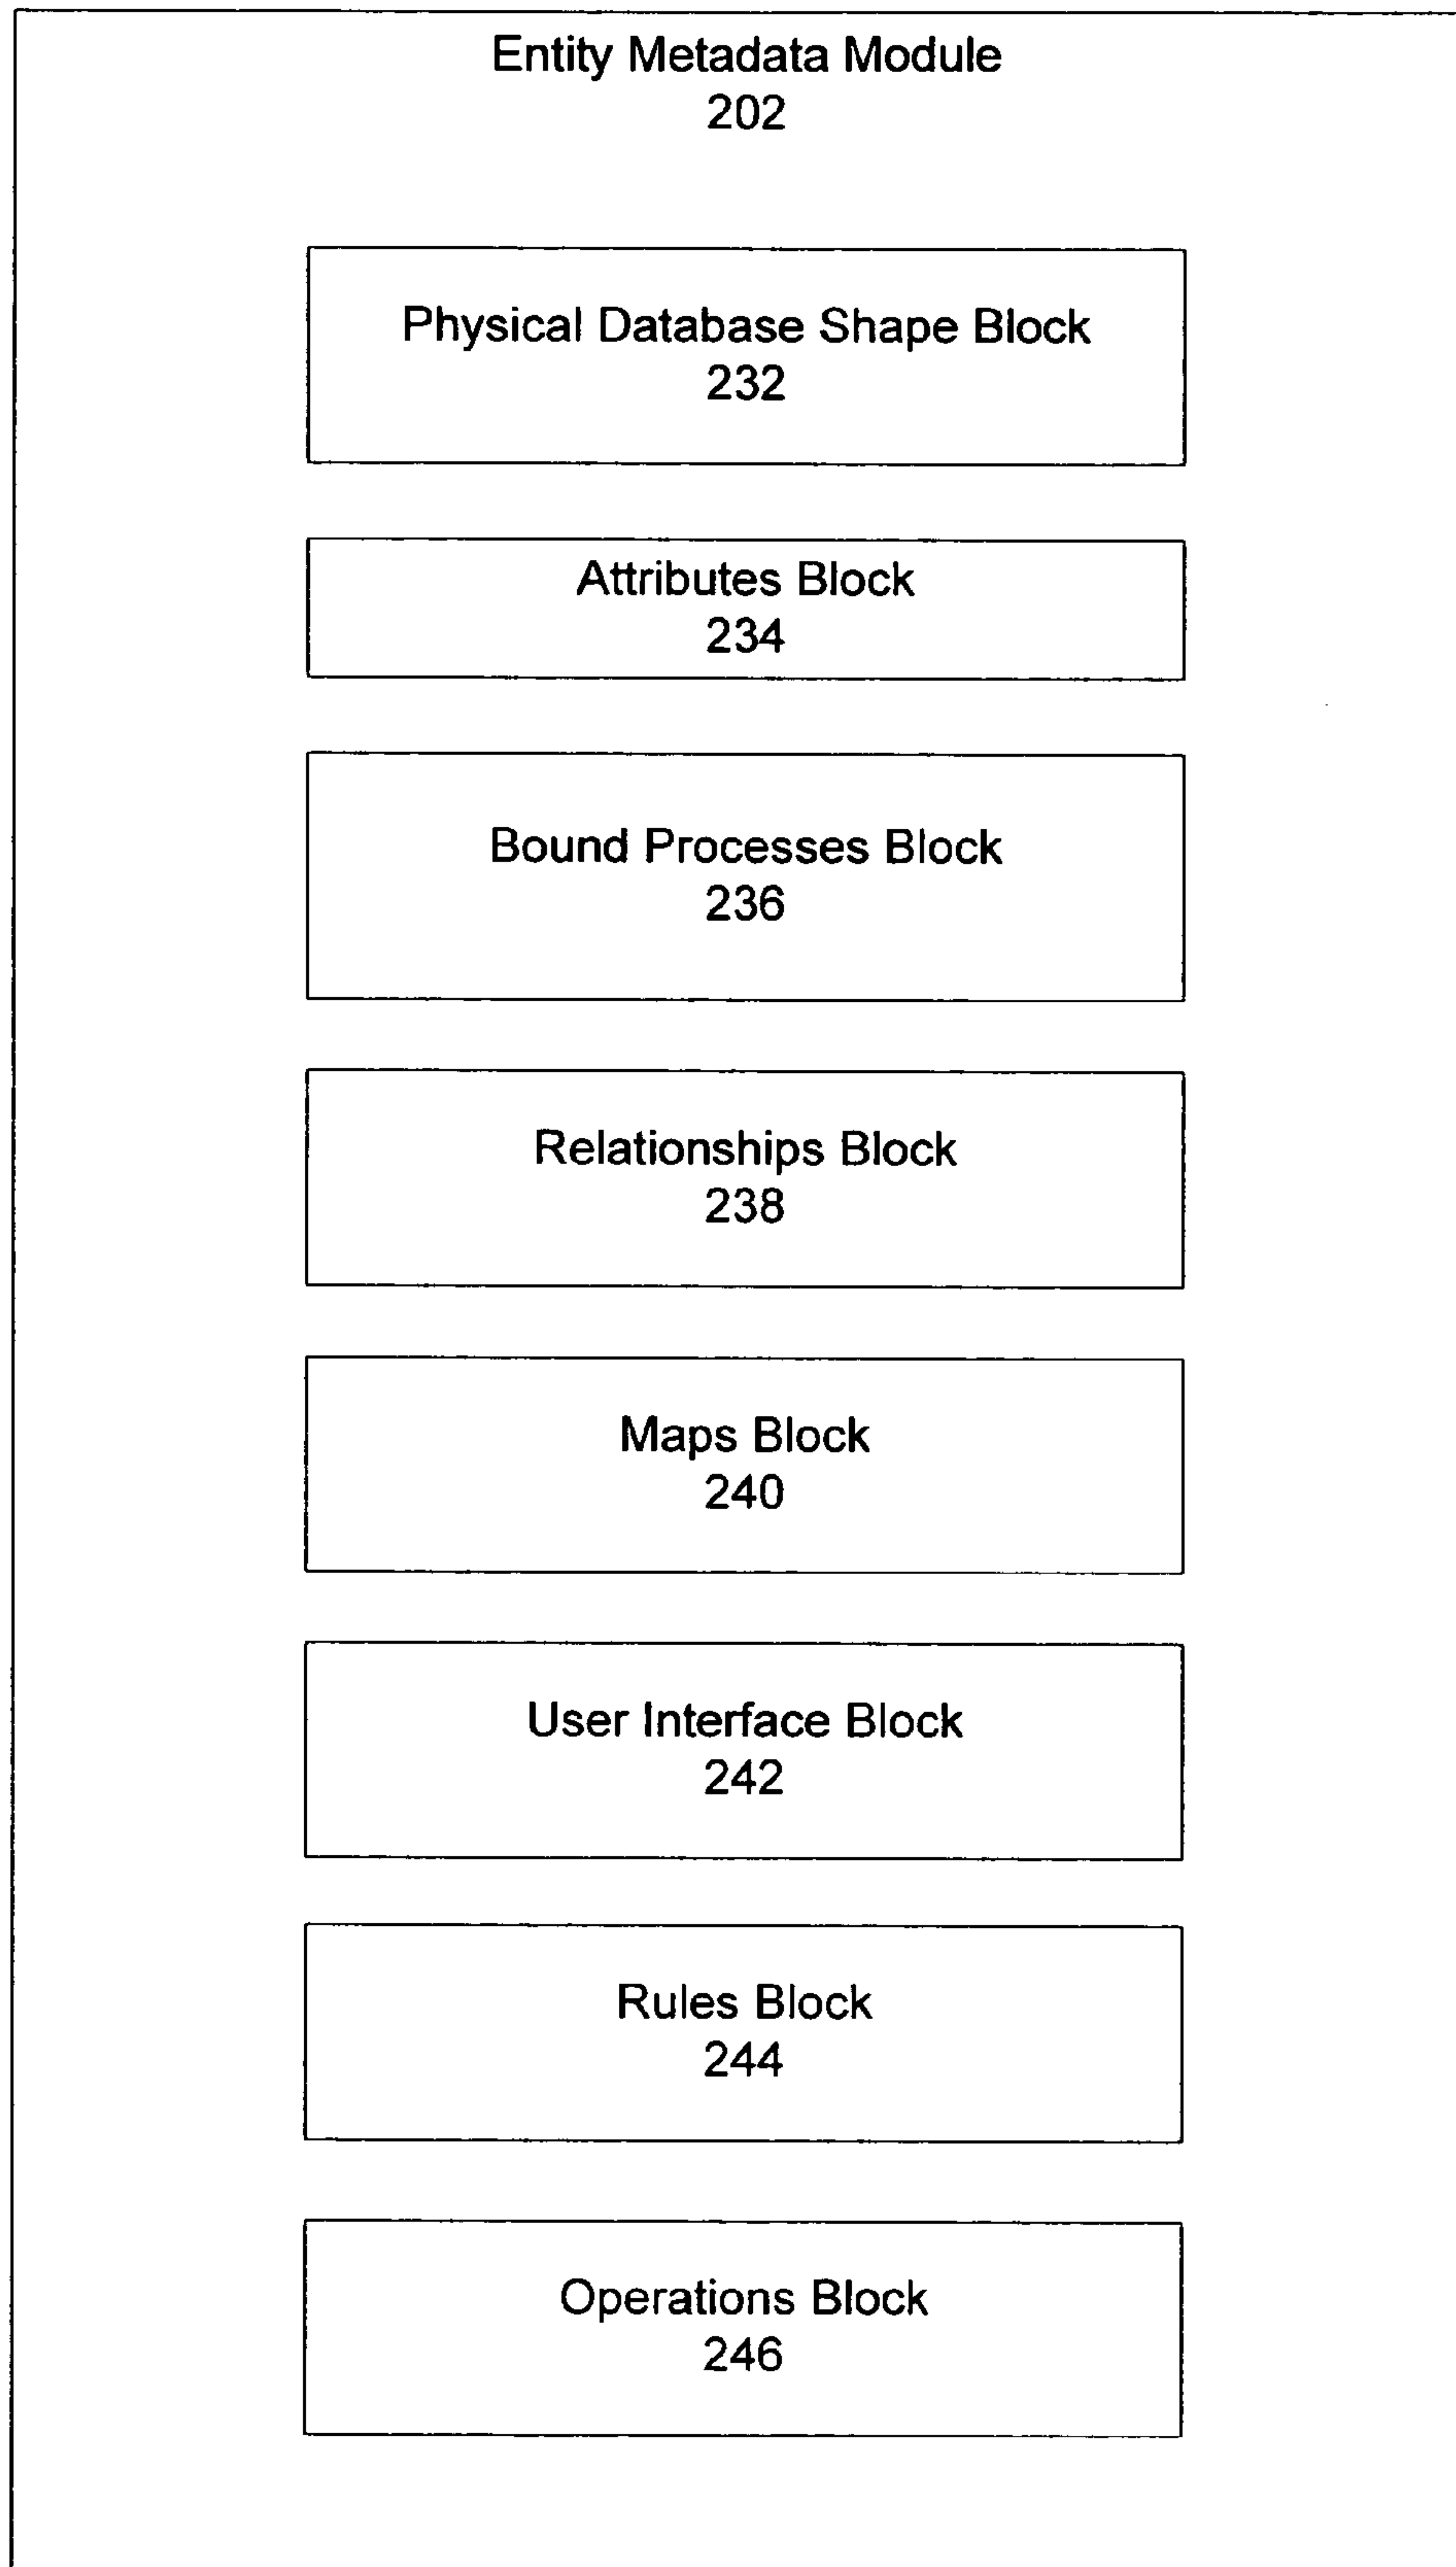 Entity Metadata Module
202
Physical Database Shape Block
232
Attributes Block
234
Bound Processes Block
236
Relationships Block
238
Maps Block
240
User Interface Block
242
Rules Block
244
Operations Block
246